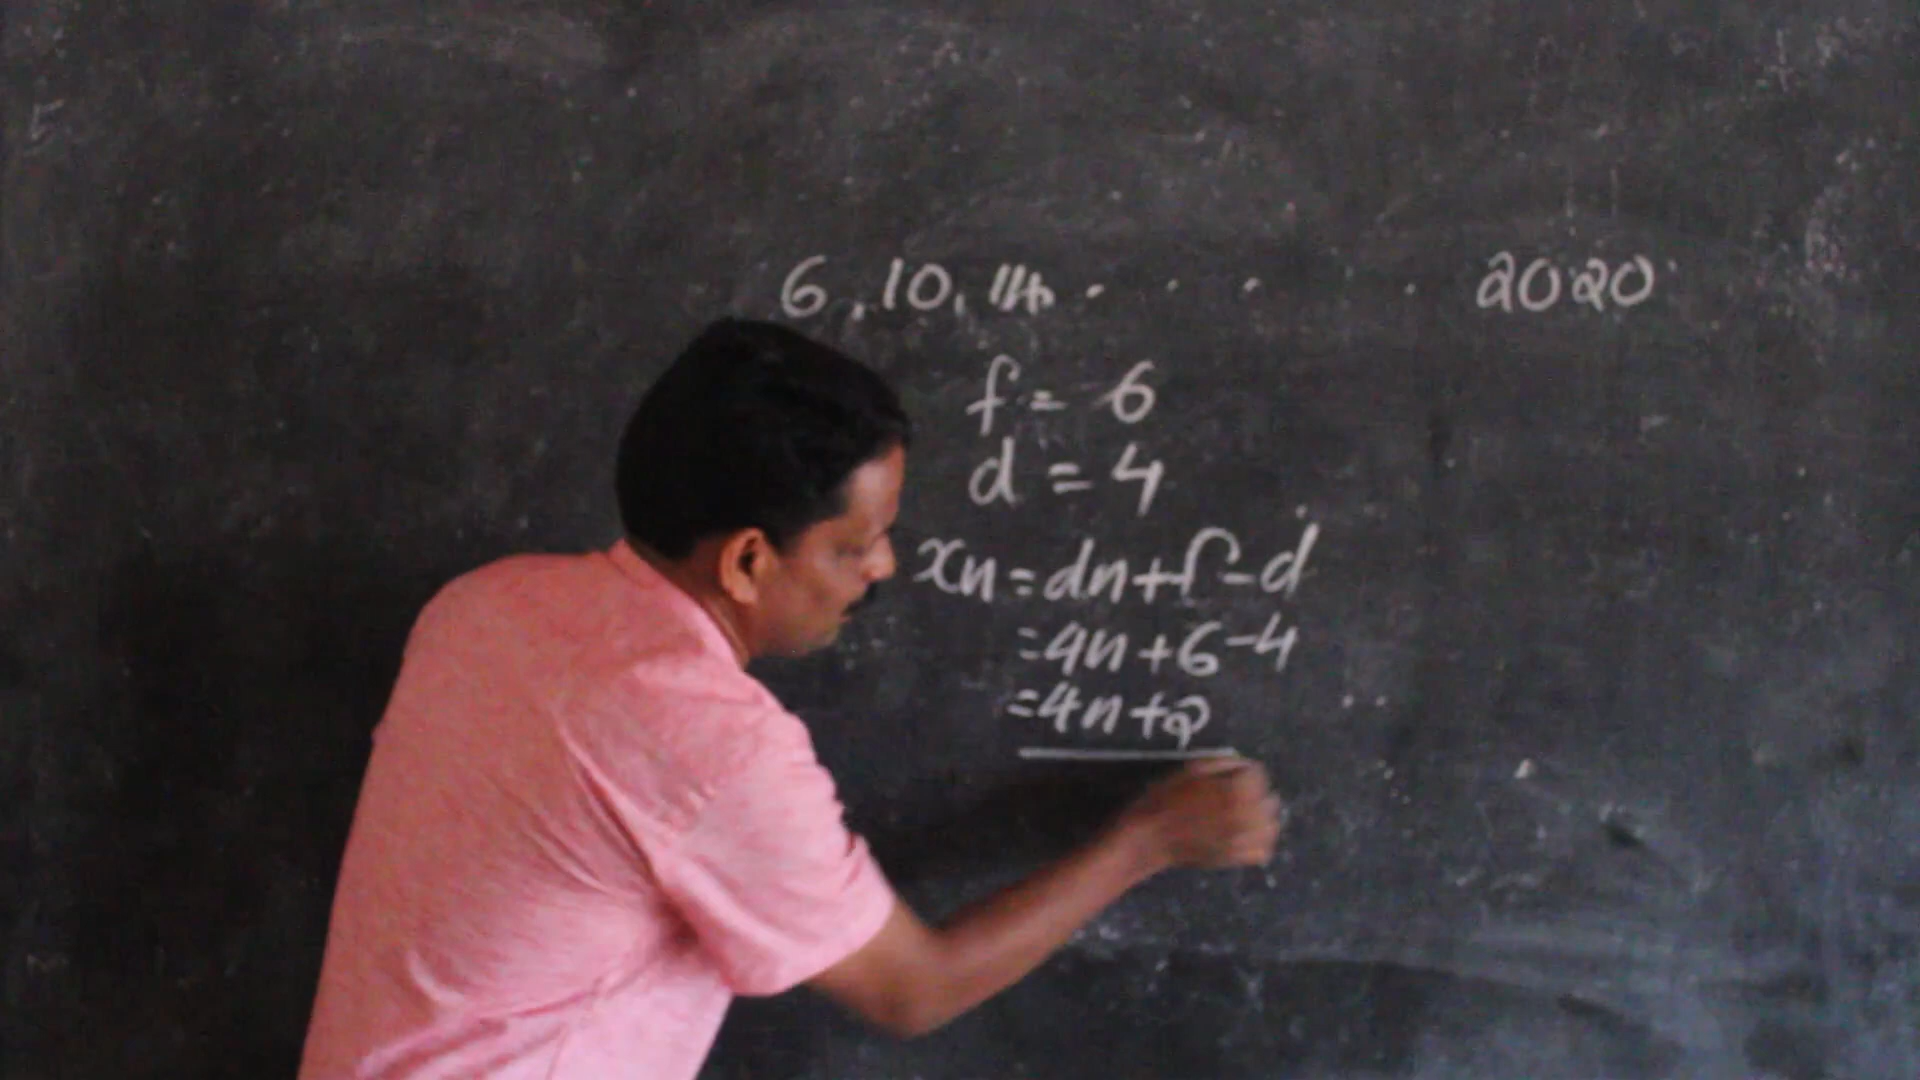 6, 10, 14, . . . . . 2020
f = 6
d = 4
xn = dn + f - d
= 4n + 6 - 4
= 4n + 2